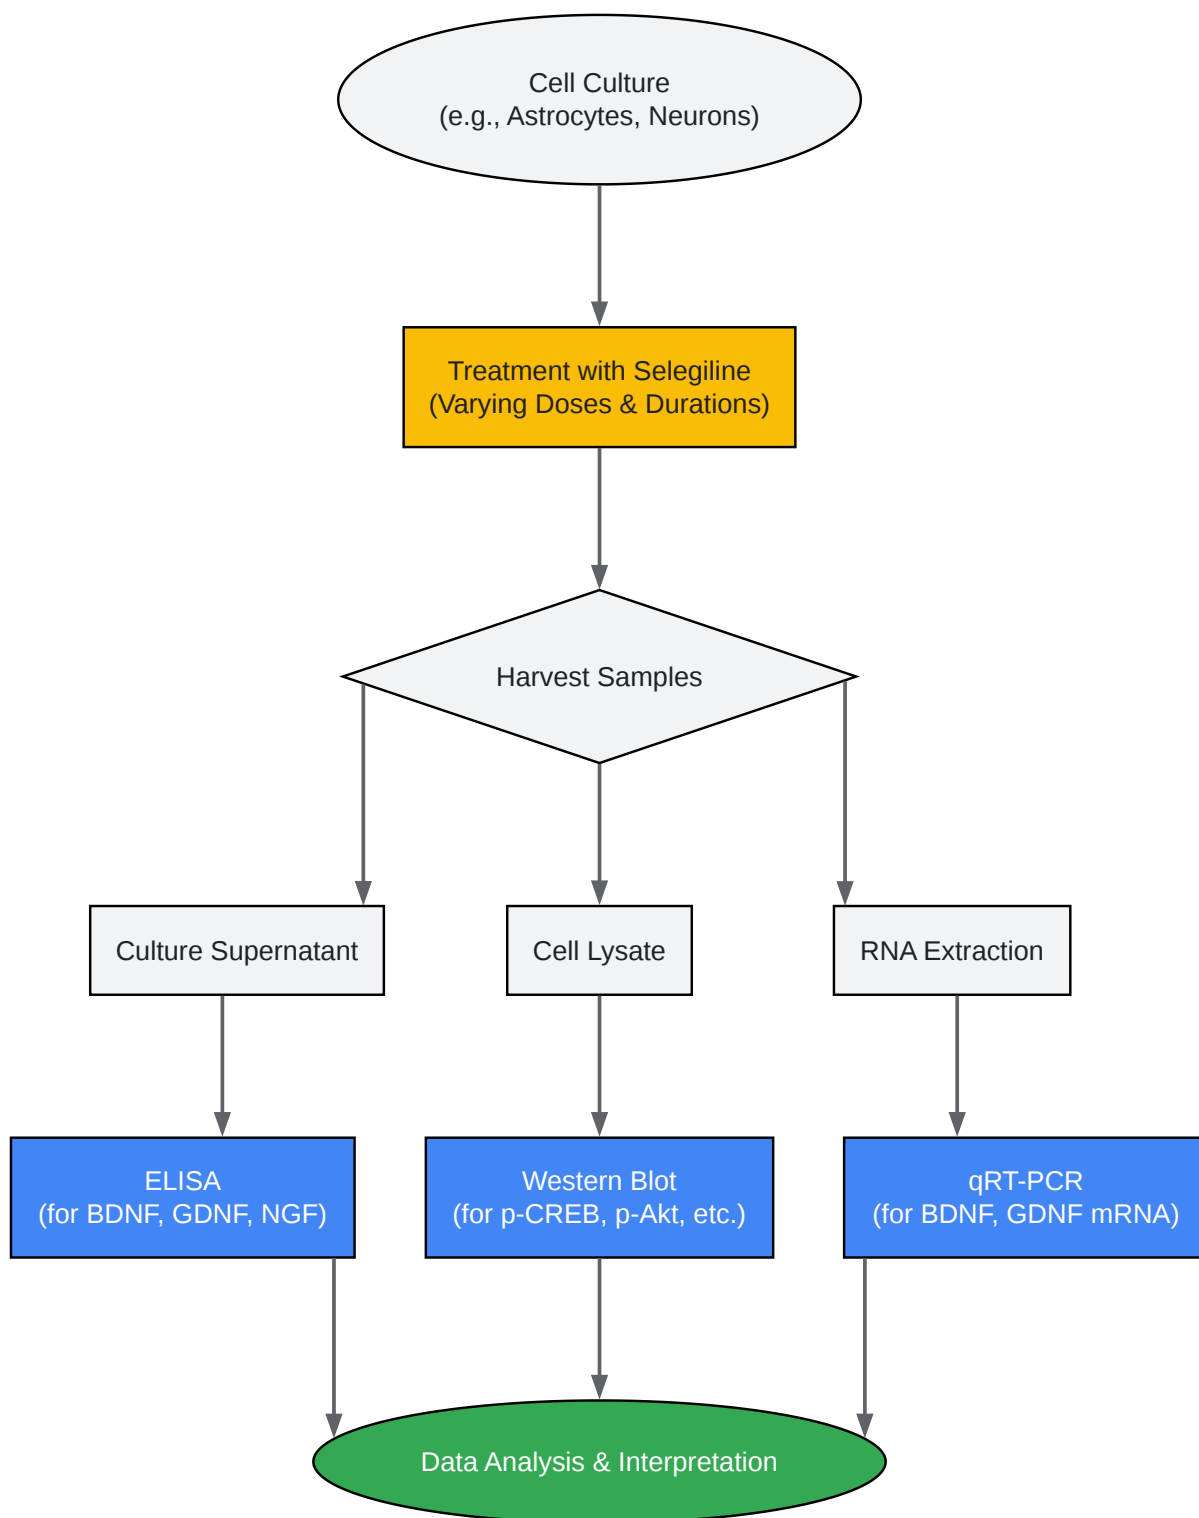 Cell Culture
(e.g., Astrocytes, Neurons)
Treatment with Selegiline
(Varying Doses & Durations)
Harvest Samples
Culture Supernatant
Cell Lysate
RNA Extraction
ELISA
(for BDNF, GDNF, NGF)
Western Blot
(for p-CREB, p-Akt, etc.)
qRT-PCR
(for BDNF, GDNF mRNA)
Data Analysis & Interpretation